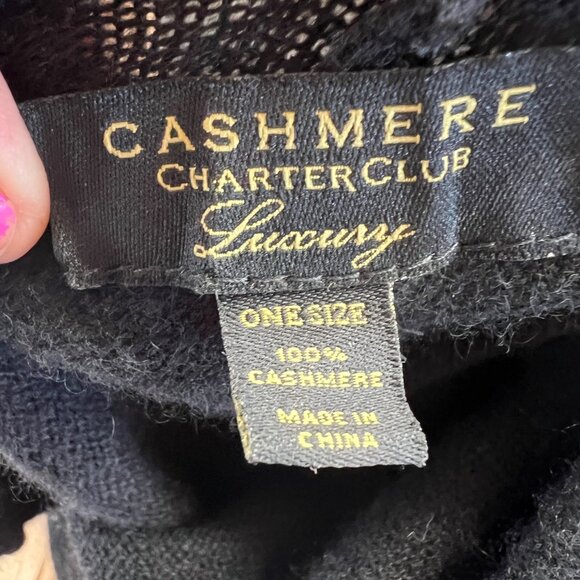 CASHMERE
CHARTER CLUB
Luxury
ONE SIZE
100%
CASHMERE
MADE IN
CHINA